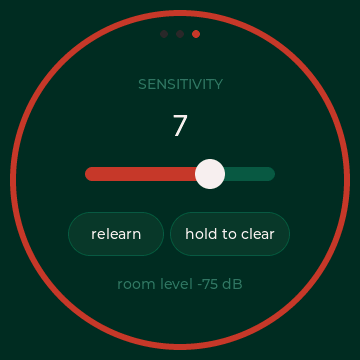 SENSITIVITY
7
relearn
hold to clear
room level -75 dB